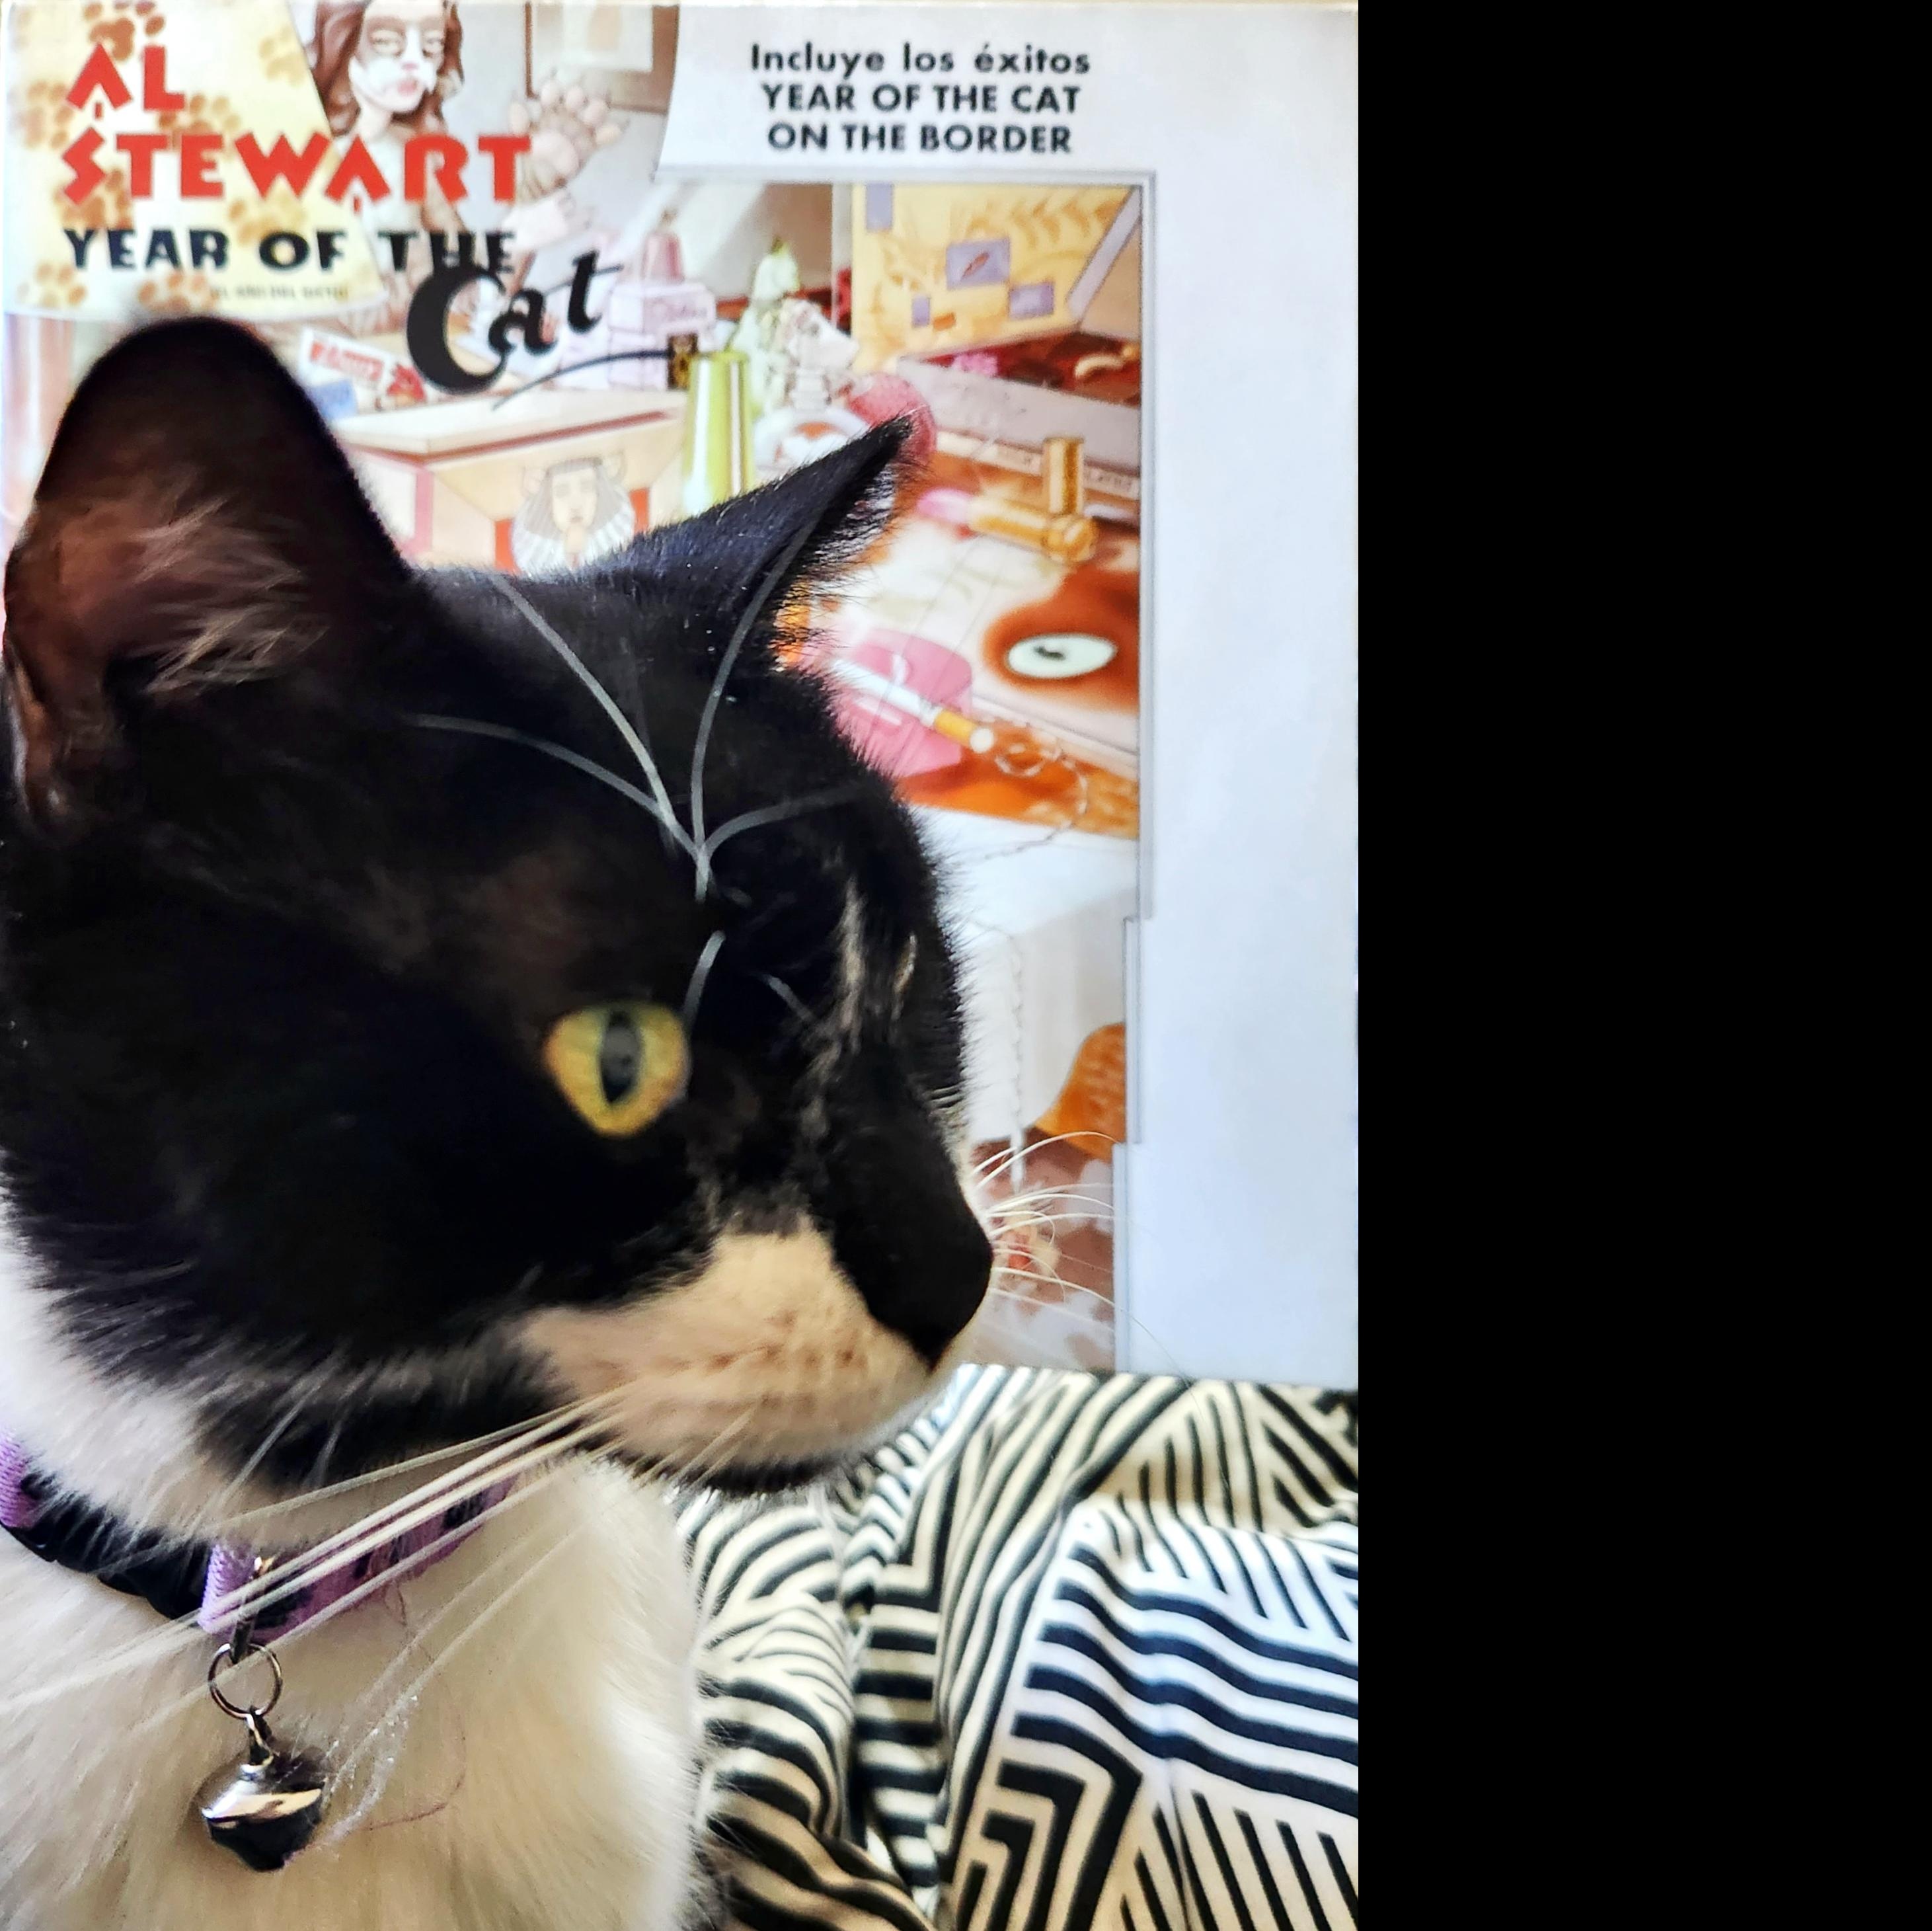 AL
STEWART
YEAR OF THE
Cat
Incluye los éxitos
YEAR OF THE CAT
ON THE BORDER